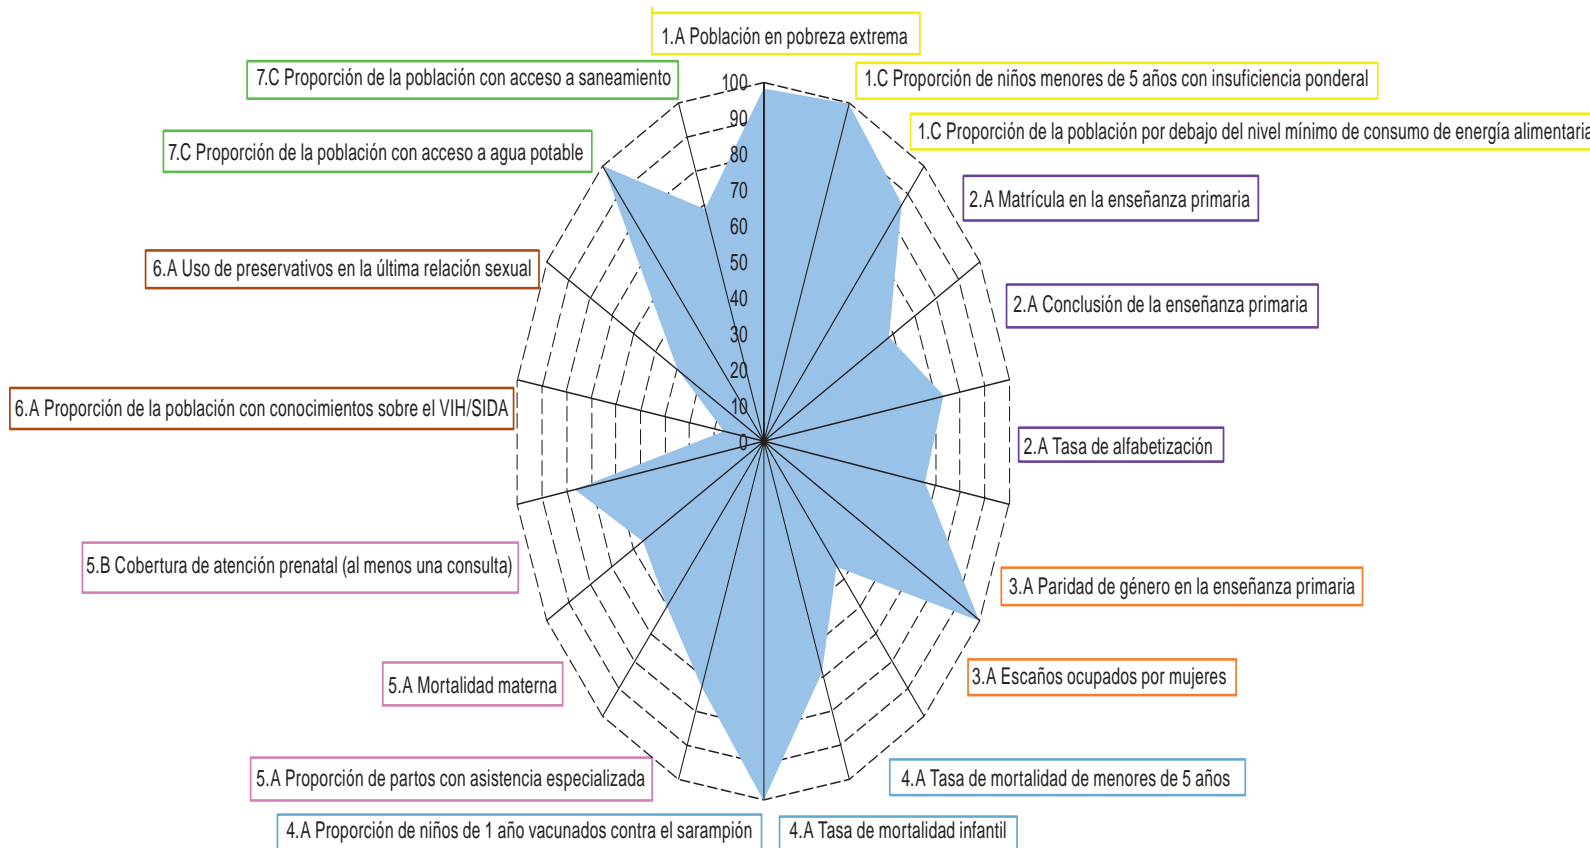 1.A Población en pobreza extrema
7.C Proporción de la población con acceso a saneamiento
1.C Proporción de niños menores de 5 años con insuficiencia ponderal
1.C Proporción de la población por debajo del nivel mínimo de consumo de energía alimentaria
7.C Proporción de la población con acceso a agua potable
2.A Matrícula en la enseñanza primaria
6.A Uso de preservativos en la última relación sexual
2.A Conclusión de la enseñanza primaria
6.A Proporción de la población con conocimientos sobre el VIH/SIDA
2.A Tasa de alfabetización
5.B Cobertura de atención prenatal (al menos una consulta)
3.A Paridad de género en la enseñanza primaria
5.A Mortalidad materna
3.A Escaños ocupados por mujeres
5.A Proporción de partos con asistencia especializada
4.A Tasa de mortalidad de menores de 5 años
4.A Proporción de niños de 1 año vacunados contra el sarampión
4.A Tasa de mortalidad infantil
100
90
80
70
60
50
40
30
20
10
0